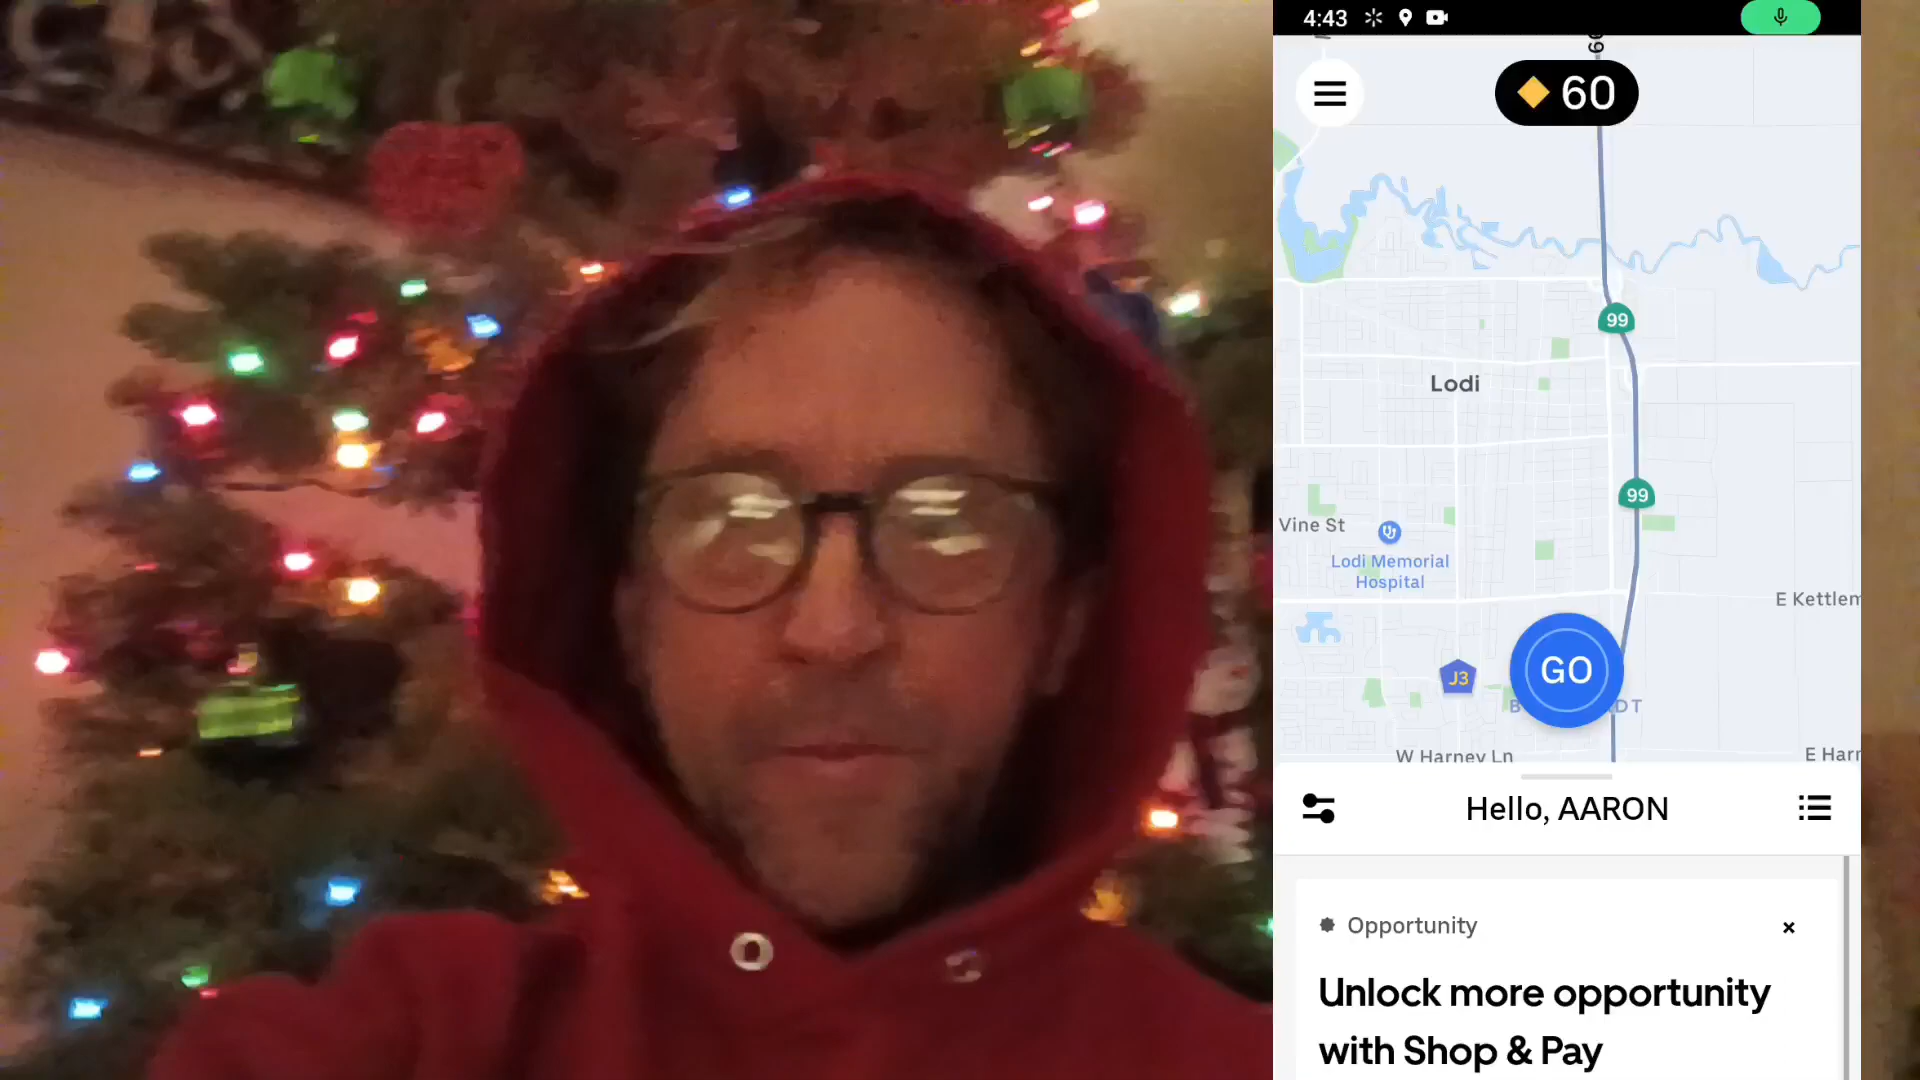 4:43
60
99
Lodi
99
Vine St
Lodi Memorial
Hospital
E Kettlem
GO
J3
W Harney Ln
E Harr
Hello, AARON
Opportunity
Unlock more opportunity
with Shop & Pay